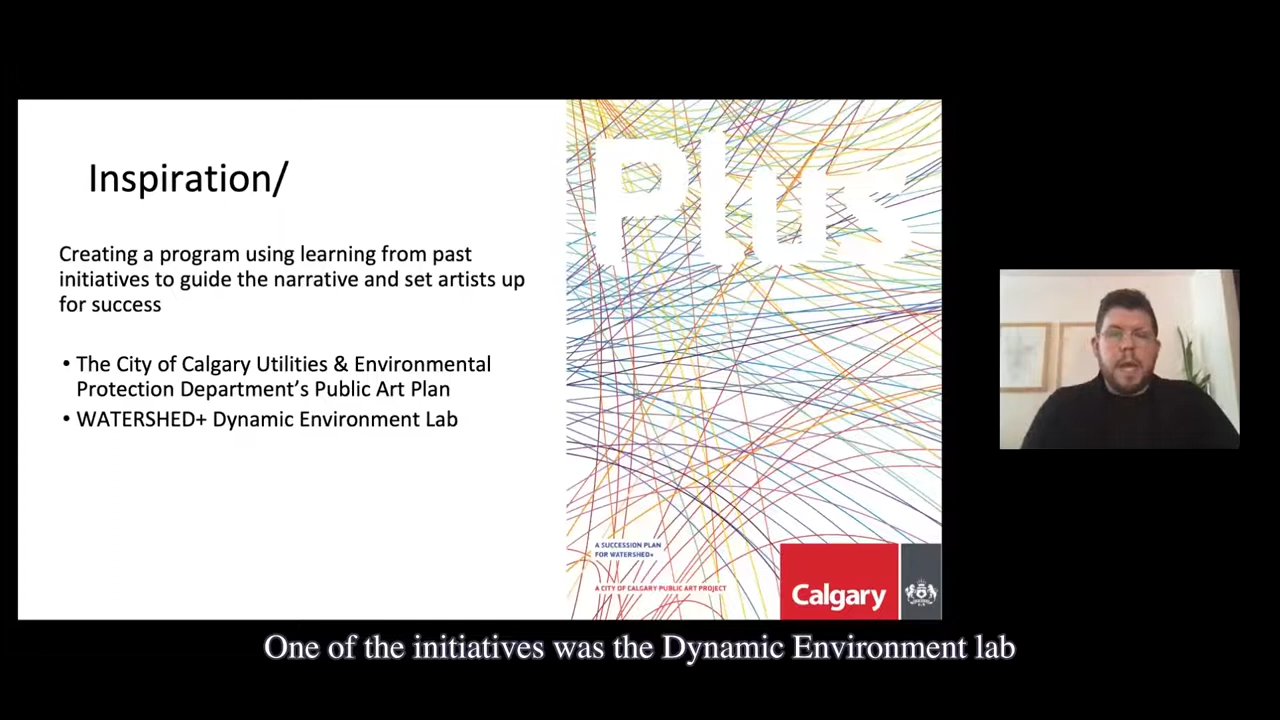 Inspiration/
Creating a program using learning from past
initiatives to guide the narrative and set artists up
for success
• The City of Calgary Utilities & Environmental
Protection Department's Public Art Plan
• WATERSHED+ Dynamic Environment Lab
Plus
A SUCCESSION PLAN
FOR WATERSHED+
A CITY OF CALGARY PUBLIC ART PROJECT
Calgary
One of the initiatives was the Dynamic Environment lab